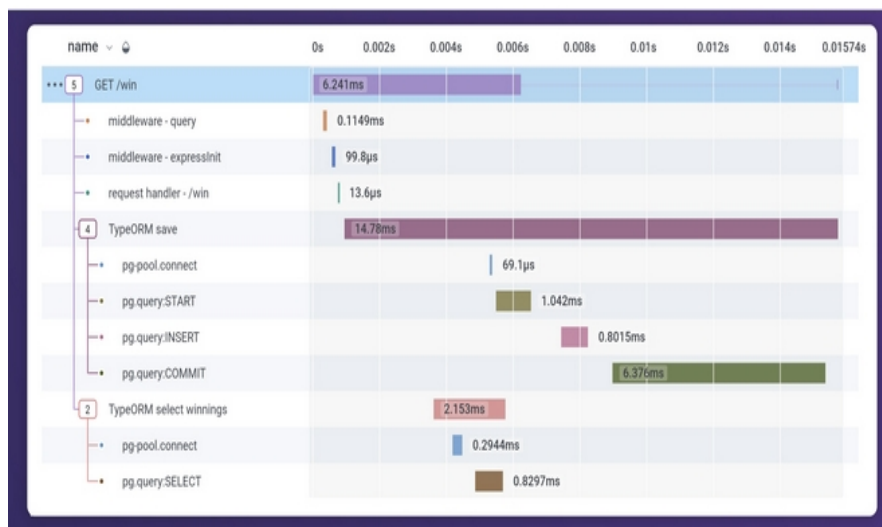 name 0s 0.002s 0.004s 0.006s 0.008s 0.01s 0.012s 0.014s 0.01574s
5 GET /win 6.241ms
middleware - query 0.1149ms
middleware - expressInit 99.8µs
request handler - /win 13.6µs
4 TypeORM save 14.78ms
pg-pool.connect 69.1µs
pg.query:START 1.042ms
pg.query:INSERT 0.8015ms
pg.query:COMMIT 6.376ms
2 TypeORM select winnings 2.153ms
pg-pool.connect 0.2944ms
pg.query:SELECT 0.8297ms